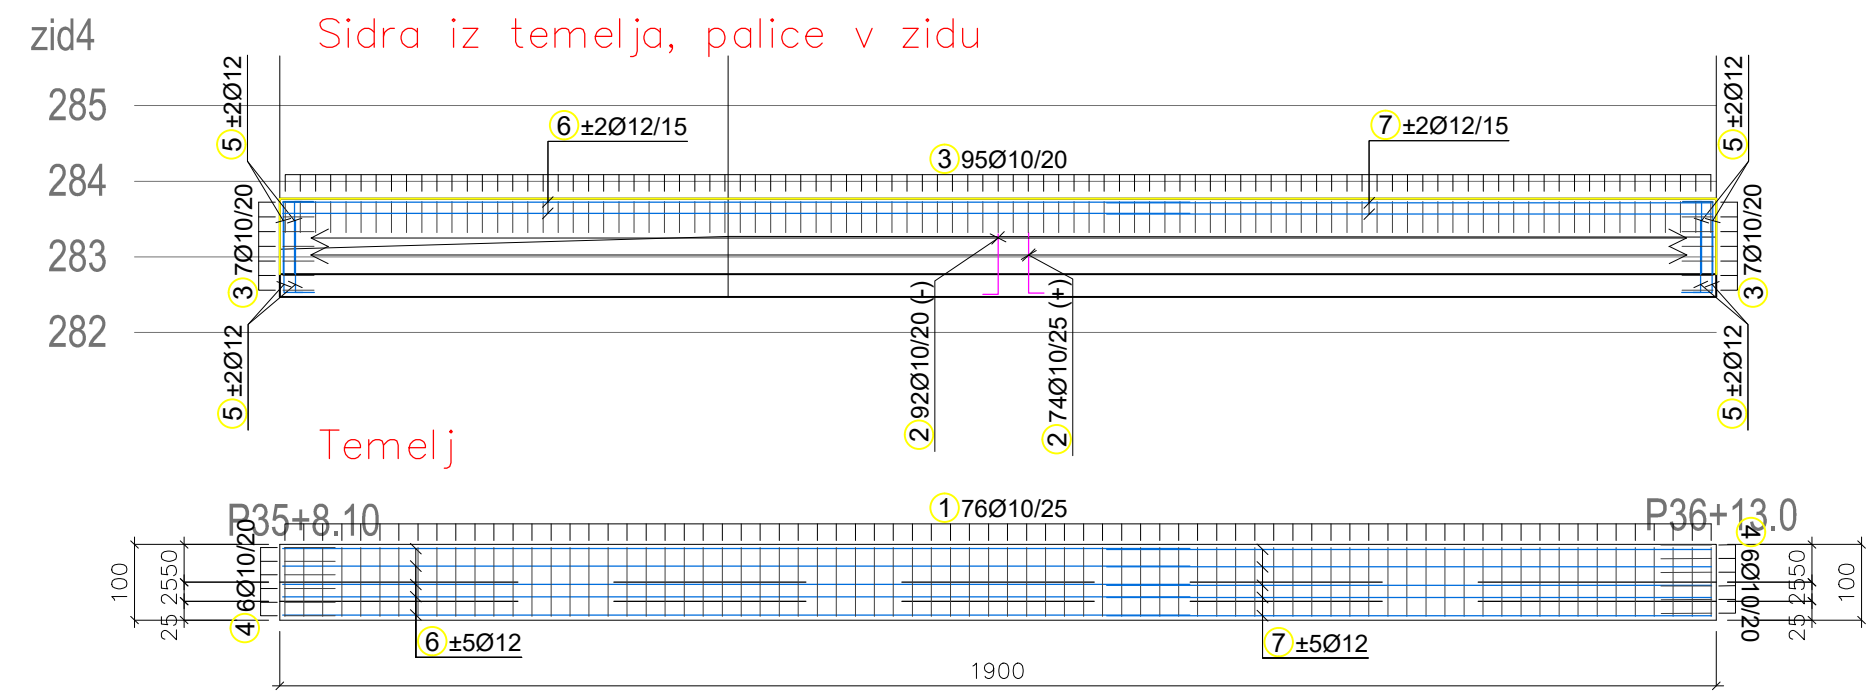 zid4
Sidra iz temelja, palice v zidu
285
284
283
282
5 ±2Ø12
6 ±2Ø12/15
7 ±2Ø12/15
5 ±2Ø12
3 95Ø10/20
3 7Ø10/20
3 7Ø10/20
5 ±2Ø12
2 92Ø10/20 (-)
2 74Ø10/25 (+)
5 ±2Ø12
Temelj
P35+8.10
1 76Ø10/25
P36+13.0
4 6Ø10/20
4 6Ø10/20
100
25 25 50
25 25 50
100
6 ±5Ø12
7 ±5Ø12
1900